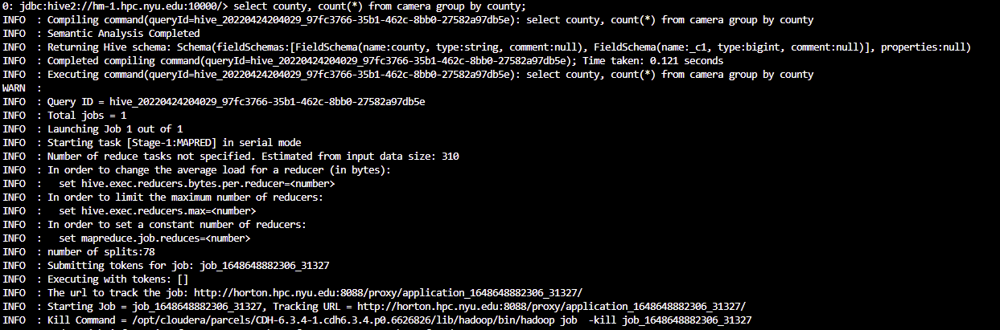 0: jdbc:hive2://hm-1.hpc.nyu.edu:10000/> select county, count(*) from camera group by county;
INFO  : Compiling command(queryId=hive_20220424204029_97fc3766-35b1-462c-8bb0-27582a97db5e): select county, count(*) from camera group by county
INFO  : Semantic Analysis Completed
INFO  : Returning Hive schema: Schema(fieldSchemas:[FieldSchema(name:county, type:string, comment:null), FieldSchema(name:_c1, type:bigint, comment:null)], properties:null)
INFO  : Completed compiling command(queryId=hive_20220424204029_97fc3766-35b1-462c-8bb0-27582a97db5e); Time taken: 0.121 seconds
INFO  : Executing command(queryId=hive_20220424204029_97fc3766-35b1-462c-8bb0-27582a97db5e): select county, count(*) from camera group by county
WARN  :
INFO  : Query ID = hive_20220424204029_97fc3766-35b1-462c-8bb0-27582a97db5e
INFO  : Total jobs = 1
INFO  : Launching Job 1 out of 1
INFO  : Starting task [Stage-1:MAPRED] in serial mode
INFO  : Number of reduce tasks not specified. Estimated from input data size: 310
INFO  : In order to change the average load for a reducer (in bytes):
INFO  :   set hive.exec.reducers.bytes.per.reducer=<number>
INFO  : In order to limit the maximum number of reducers:
INFO  :   set hive.exec.reducers.max=<number>
INFO  : In order to set a constant number of reducers:
INFO  :   set mapreduce.job.reduces=<number>
INFO  : number of splits:78
INFO  : Submitting tokens for job: job_1648648882306_31327
INFO  : Executing with tokens: []
INFO  : The url to track the job: http://horton.hpc.nyu.edu:8088/proxy/application_1648648882306_31327/
INFO  : Starting Job = job_1648648882306_31327, Tracking URL = http://horton.hpc.nyu.edu:8088/proxy/application_1648648882306_31327/
INFO  : Kill Command = /opt/cloudera/parcels/CDH-6.3.4-1.cdh6.3.4.p0.6626826/lib/hadoop/bin/hadoop job  -kill job_1648648882306_31327